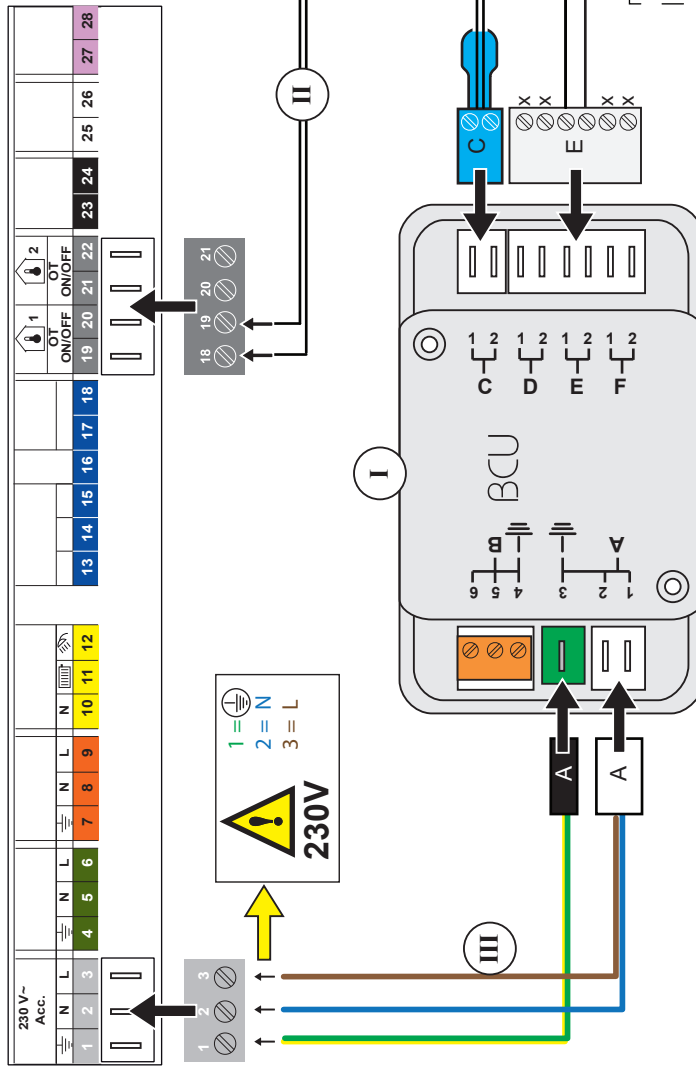 230 V~
Acc.
OT
ON/OFF
1
OT
ON/OFF
2
N L N L N L N
1 2 3 4 5 6 7 8 9 10 11 12 13 14 15 16 17 18 19 20 21 22 23 24 25 26 27 28
1 2 3
18 19 20 21
230V
1 =
2 = N
3 = L
II
III
I
A
A
6
5
4
B
3
2
1
A
BCU
C 1 2
D 1 2
E 1 2
F 1 2
C
E
X
X
X
X